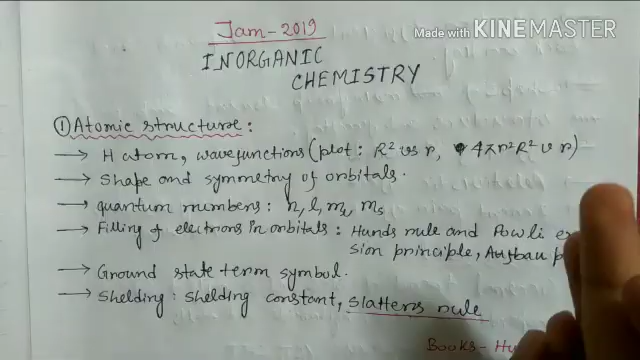 Made with KINEMASTER
Jam-2019
INORGANIC
CHEMISTRY
① Atomic structure:
→ H atom, wavefunctions (plot: R² vs r, 4πr²R² v r)
→ Shape and symmetry of orbitals.
→ quantum numbers: n, l, mₗ, mₛ
→ Filling of electrons in orbitals: Hunds rule and Powli ex
sion principle, Aufbau p
→ Ground state term symbol.
→ Shelding: Shelding constant, slatters rule
Books - Hu